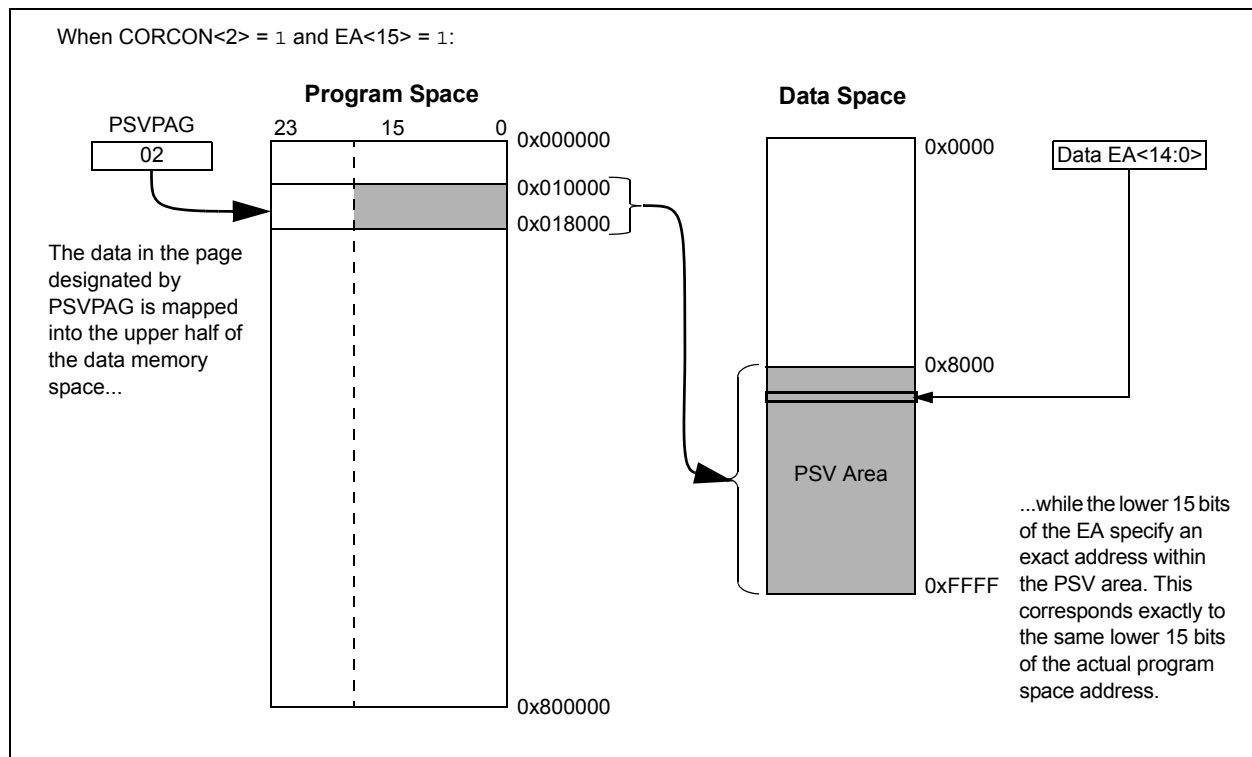 When CORCON<2> = 1 and EA<15> = 1:
Program Space
Data Space
PSVPAG
02
23 15 0
0x000000
0x010000
0x018000
0x800000
The data in the page
designated by
PSVPAG is mapped
into the upper half of
the data memory
space...
0x0000
0x8000
0xFFFF
PSV Area
Data EA<14:0>
...while the lower 15 bits
of the EA specify an
exact address within
the PSV area. This
corresponds exactly to
the same lower 15 bits
of the actual program
space address.